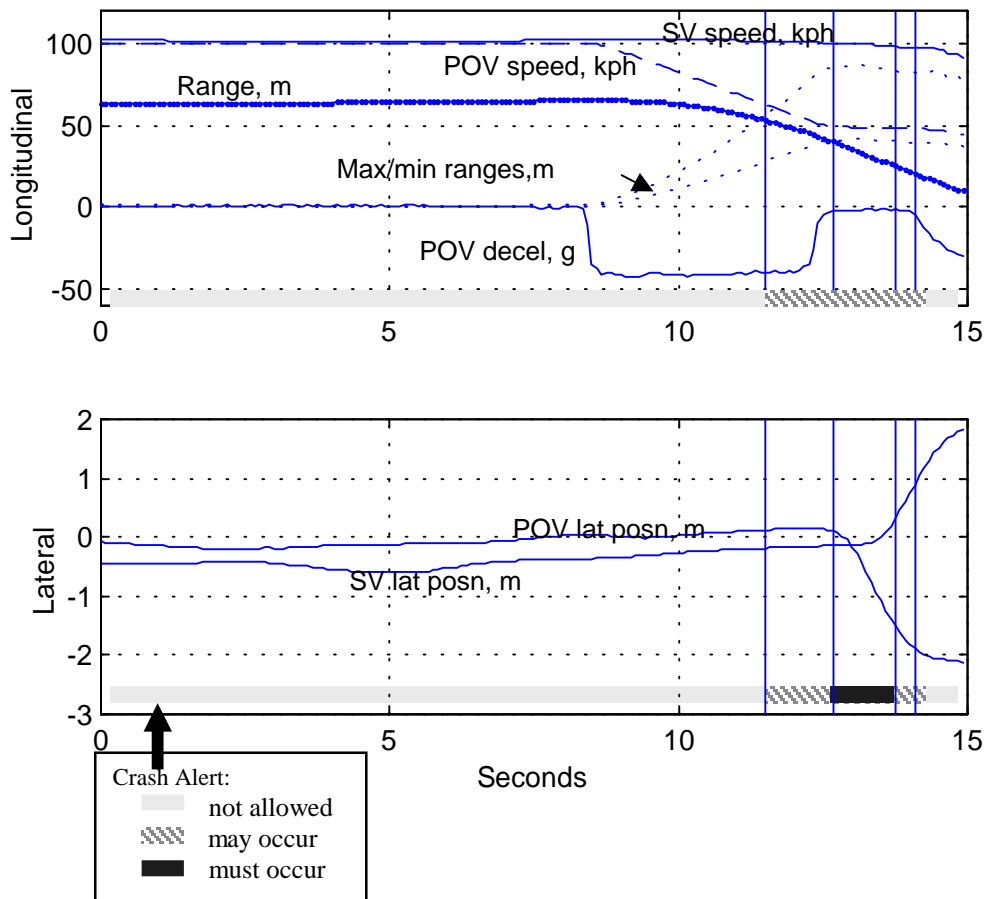 100
50
0
-50
Longitudinal
SV speed, kph
POV speed, kph
Range, m
Max/min ranges,m
POV decel, g
0
5
10
15
2
1
0
-1
-2
-3
Lateral
POV lat posn, m
SV lat posn, m
0
5
10
15
Seconds
Crash Alert:
not allowed
may occur
must occur